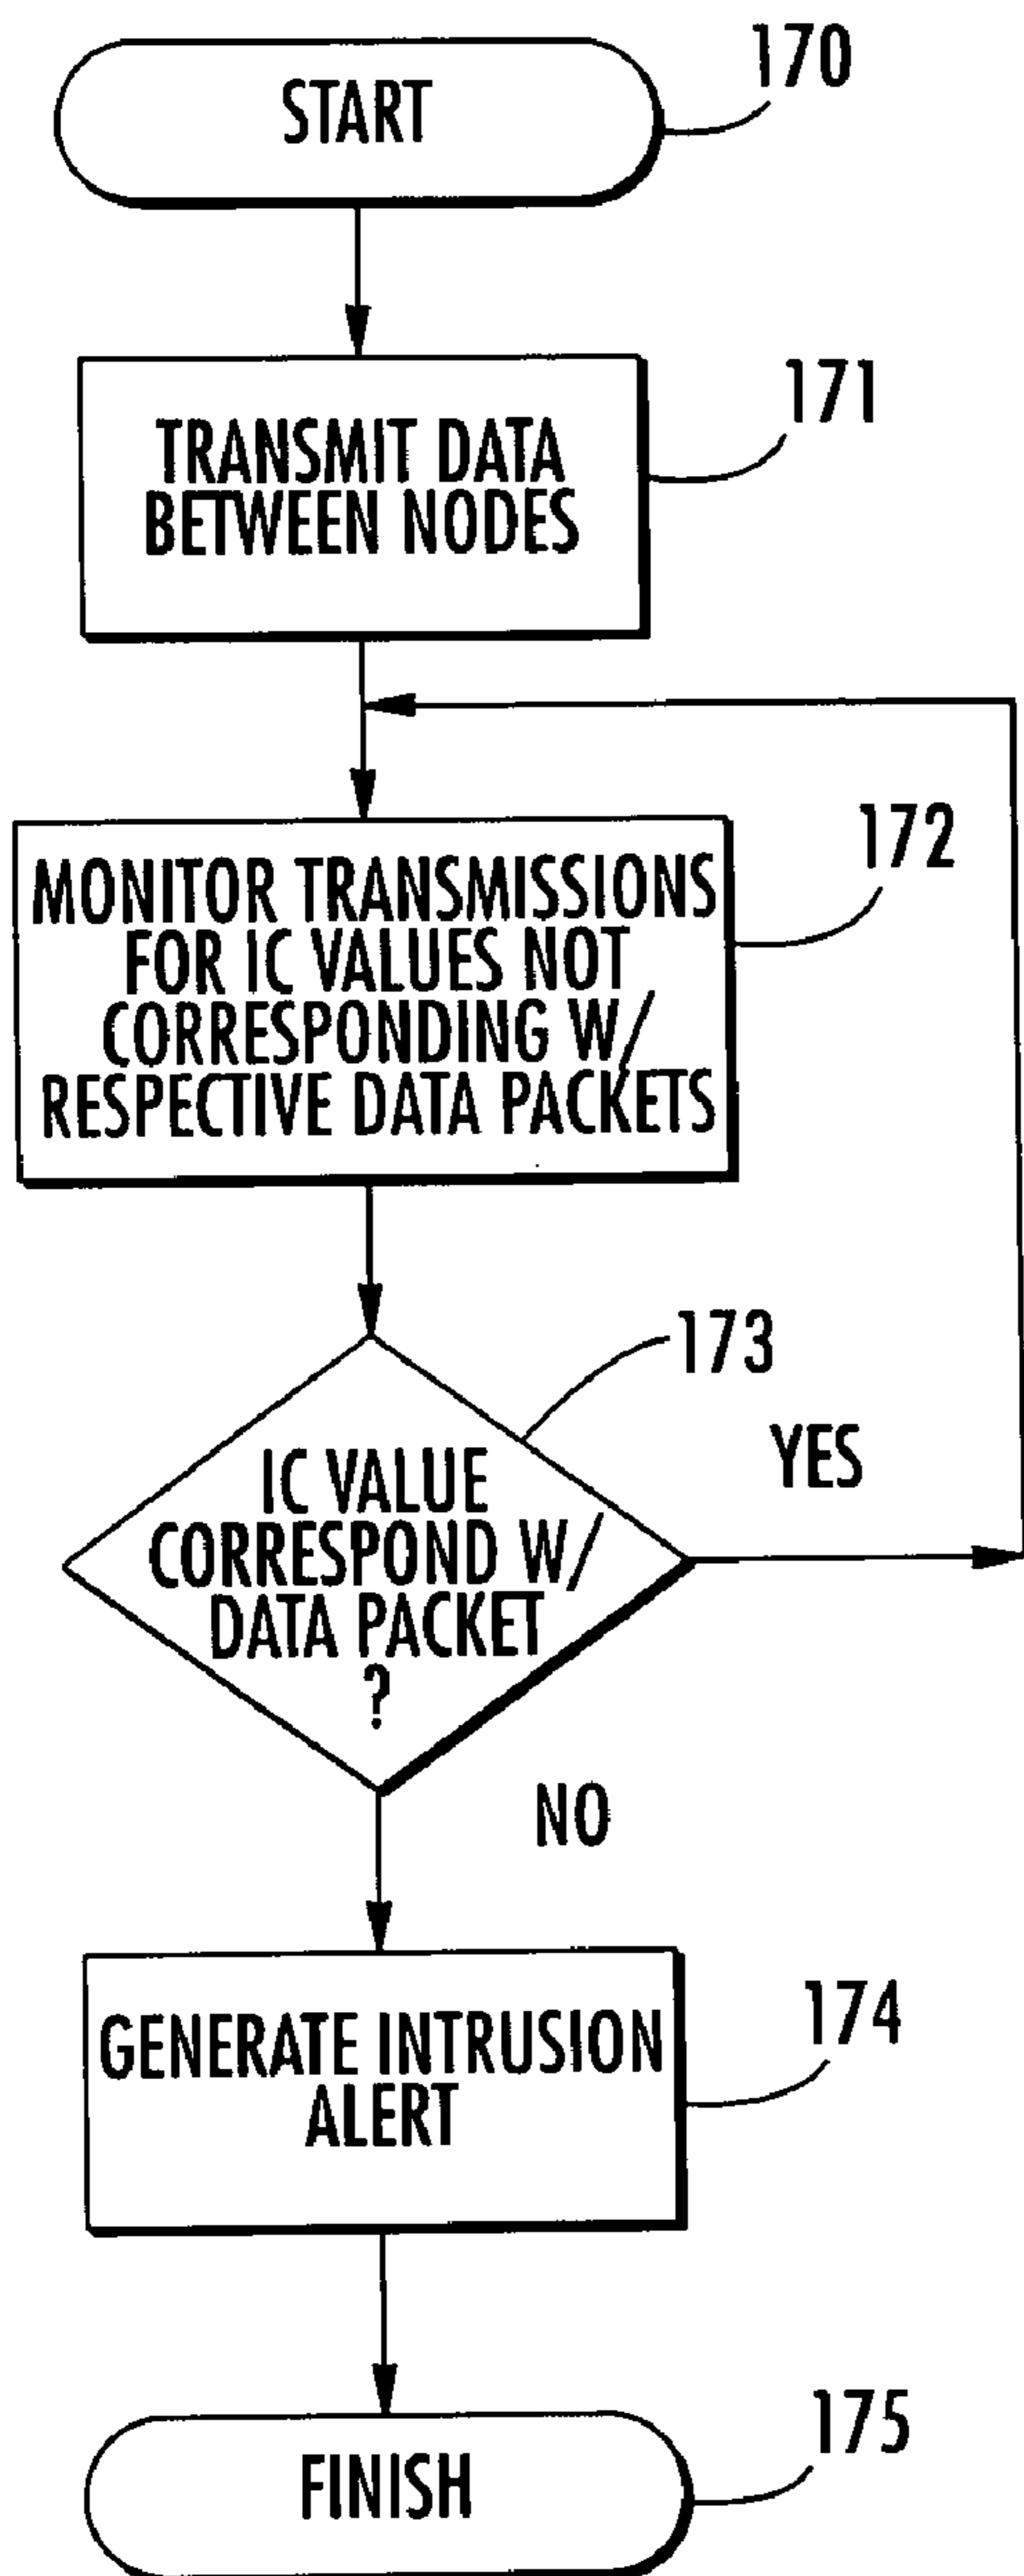 170
START
171
TRANSMIT DATA
BETWEEN NODES
172
MONITOR TRANSMISSIONS
FOR IC VALUES NOT
CORRESPONDING W/
RESPECTIVE DATA PACKETS
173
YES
IC VALUE
CORRESPOND W/
DATA PACKET
?
NO
174
GENERATE INTRUSION
ALERT
175
FINISH